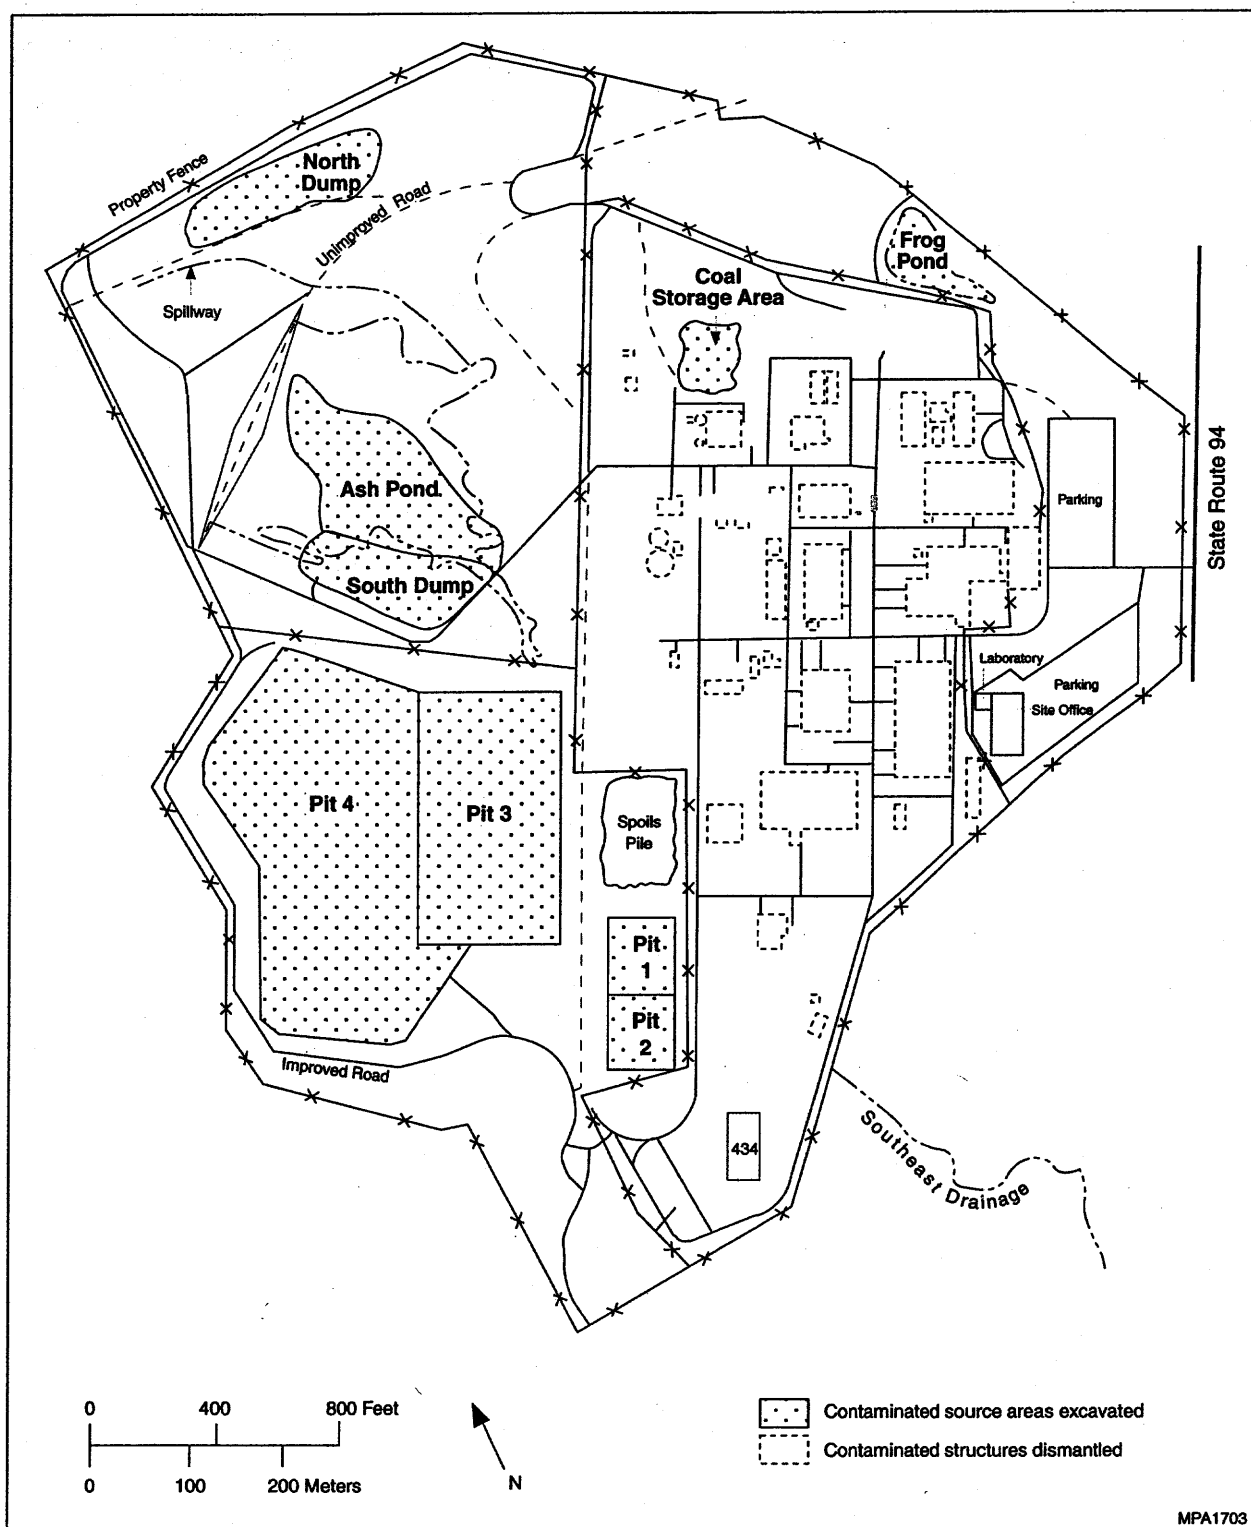 North
Dump
Property Fence
Unimproved Road
Frog
Pond
Coal
Storage Area
Spillway
State Route 94
Ash Pond
Parking
South Dump
Laboratory
Parking
Site Office
Pit 4
Pit 3
Spoils
Pile
Pit
1
Pit
2
Improved Road
434
Southeast Drainage
0 400 800 Feet
0 100 200 Meters
N
Contaminated source areas excavated
Contaminated structures dismantled
MPA1703